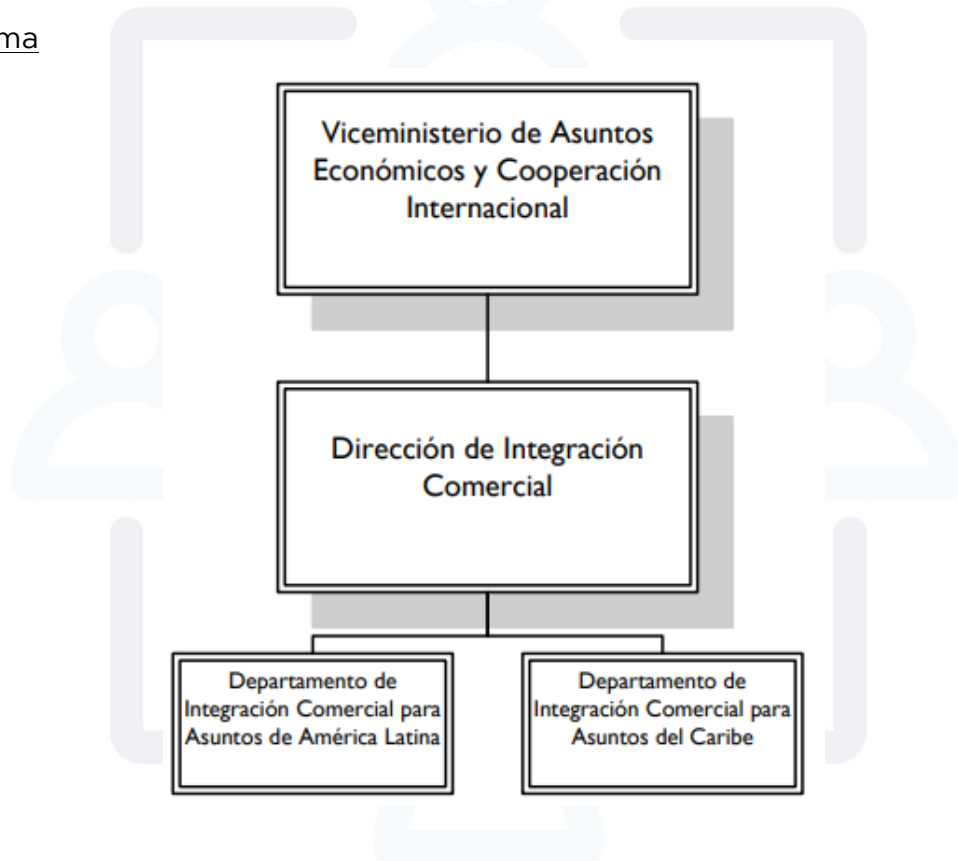 ma
Viceministerio de Asuntos
Económicos y Cooperación
Internacional
Dirección de Integración
Comercial
Departamento de
Integración Comercial para
Asuntos de América Latina
Departamento de
Integración Comercial para
Asuntos del Caribe